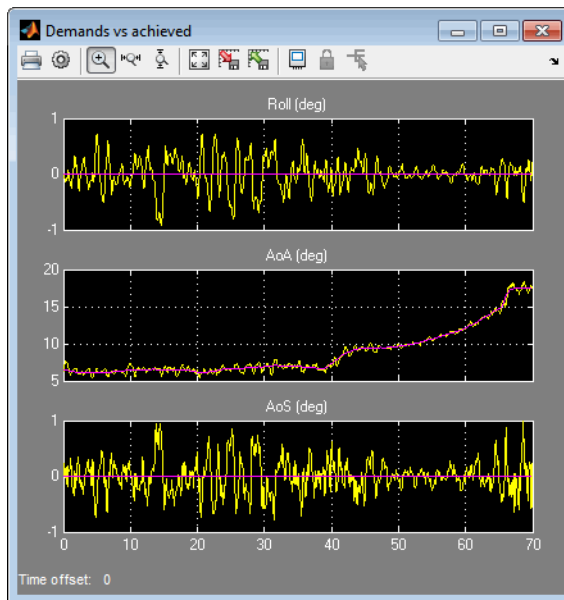 Demands vs achieved
Roll (deg)
1
0
-1
AoA (deg)
20
15
10
5
AoS (deg)
1
0
-1
0 10 20 30 40 50 60 70
Time offset: 0